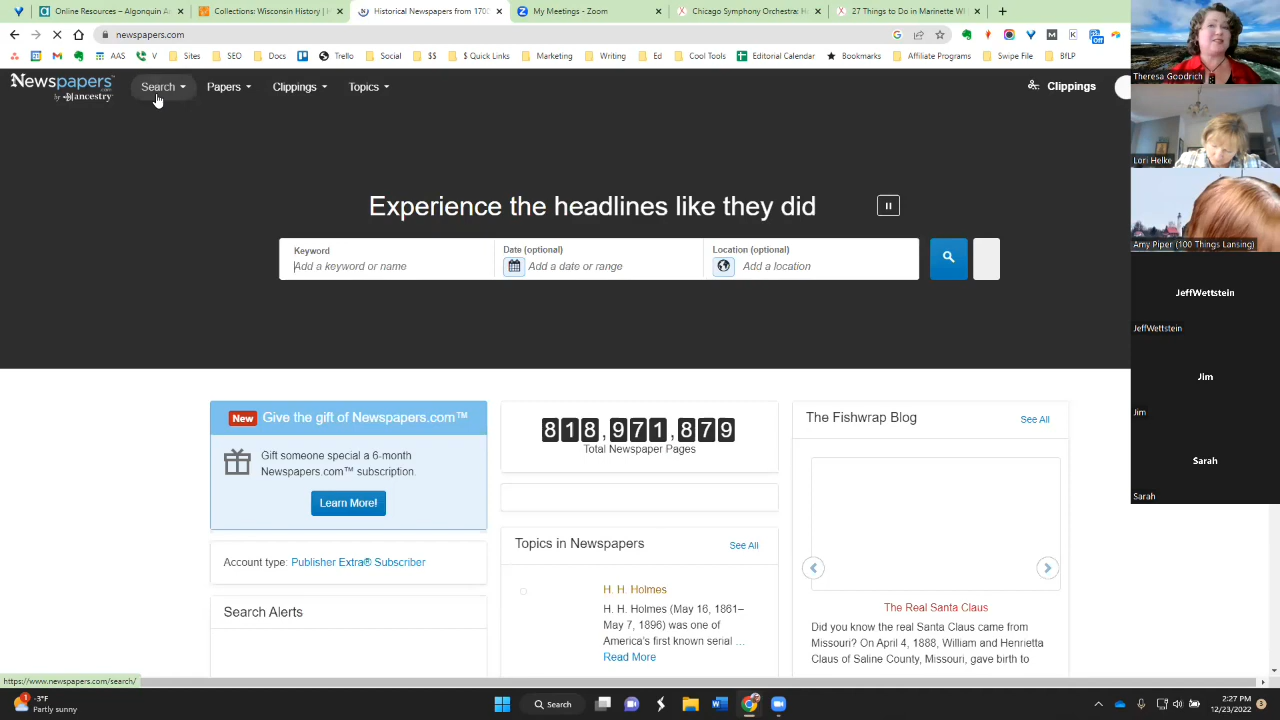 Online Resources – Algonquin A
Collections: Wisconsin History |
Historical Newspapers from 1700
My Meetings - Zoom
Chicago Symphony Orchestra: Ho
27 Things to Do in Marinette WI
newspapers.com
AAS
V
Sites
SEO
Docs
Trello
Social
$$
$ Quick Links
Marketing
Writing
Ed
Cool Tools
Editorial Calendar
Bookmarks
Affiliate Programs
Swipe File
BfLP
Off
Newspapers
.com
by ancestry
Search
Papers
Clippings
Topics
Clippings
Experience the headlines like they did
Keyword
Add a keyword or name
Date (optional)
Add a date or range
Location (optional)
Add a location
New Give the gift of Newspapers.com™
Gift someone special a 6-month
Newspapers.com™ subscription.
Learn More!
Account type: Publisher Extra® Subscriber
Search Alerts
818,971,879
Total Newspaper Pages
Topics in Newspapers
See All
H. H. Holmes
H. H. Holmes (May 16, 1861–
May 7, 1896) was one of
America's first known serial ...
Read More
The Fishwrap Blog
See All
The Real Santa Claus
Did you know the real Santa Claus came from
Missouri? On April 4, 1888, William and Henrietta
Claus of Saline County, Missouri, gave birth to
Theresa Goodrich
Lori Helke
Amy Piper (100 Things Lansing)
JeffWettstein
JeffWettstein
Jim
Jim
Sarah
Sarah
https://www.newspapers.com/search/
1
-3°F
Partly sunny
Search
2:27 PM
12/23/2022
3